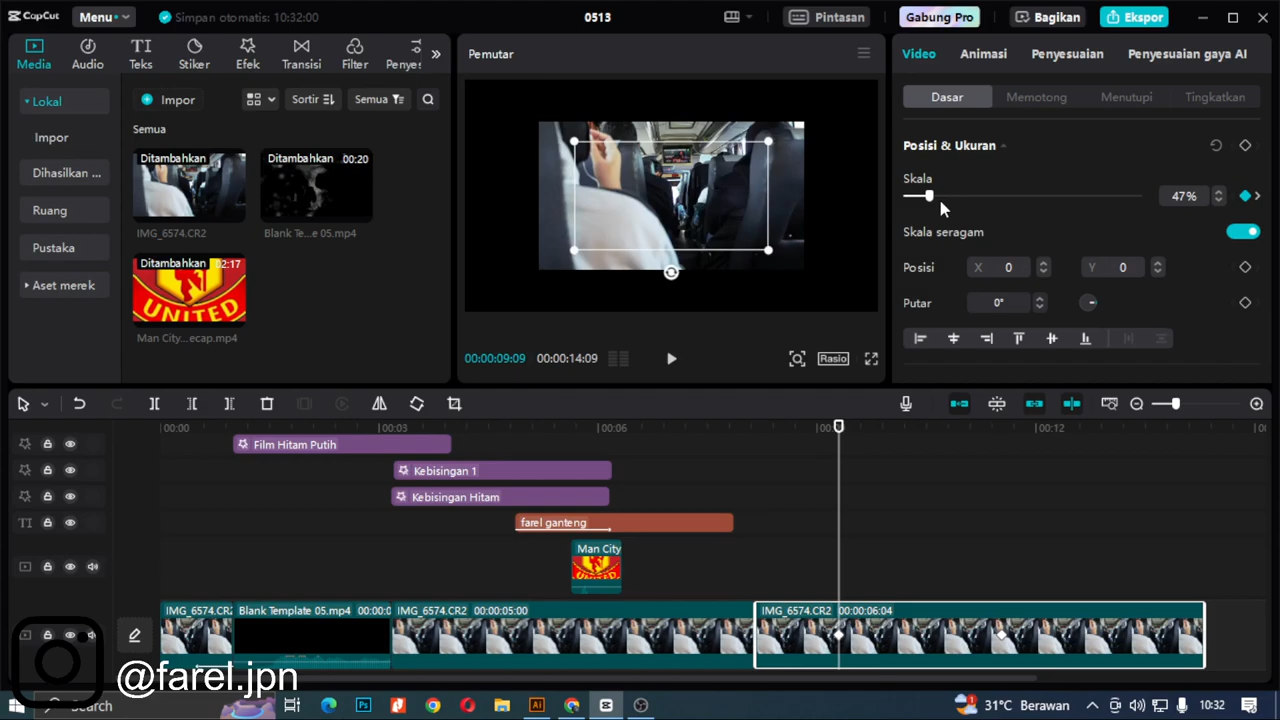 CapCut
Menu
Simpan otomatis: 10:32:00
0513
Pintasan
Gabung Pro
Bagikan
Ekspor
Media
Audio
Teks
Stiker
Efek
Transisi
Filter
Penye
Lokal
Impor
Dihasilkan ...
Ruang
Pustaka
Aset merek
Impor
Sortir
Semua
Semua
Ditambahkan
IMG_6574.CR2
Ditambahkan 00:20
Blank Te...e 05.mp4
Ditambahkan 02:17
UNITED
Man City...ecap.mp4
Pemutar
00:00:09:09 00:00:14:09
Rasio
Video
Animasi
Penyesuaian
Penyesuaian gaya AI
Dasar
Memotong
Menutupi
Tingkatkan
Posisi & Ukuran
Skala
47%
Skala seragam
Posisi X 0 Y 0
Putar 0°
00:00 00:03 00:06 00:12
Film Hitam Putih
Kebisingan 1
Kebisingan Hitam
farel ganteng
Man City
UNITED
IMG_6574.CR2
Blank Template 05.mp4 00:00:0
IMG_6574.CR2 00:00:05:00
IMG_6574.CR2 00:00:06:04
@farel.jpn
Search
Ps
Ai
31°C Berawan
10:32